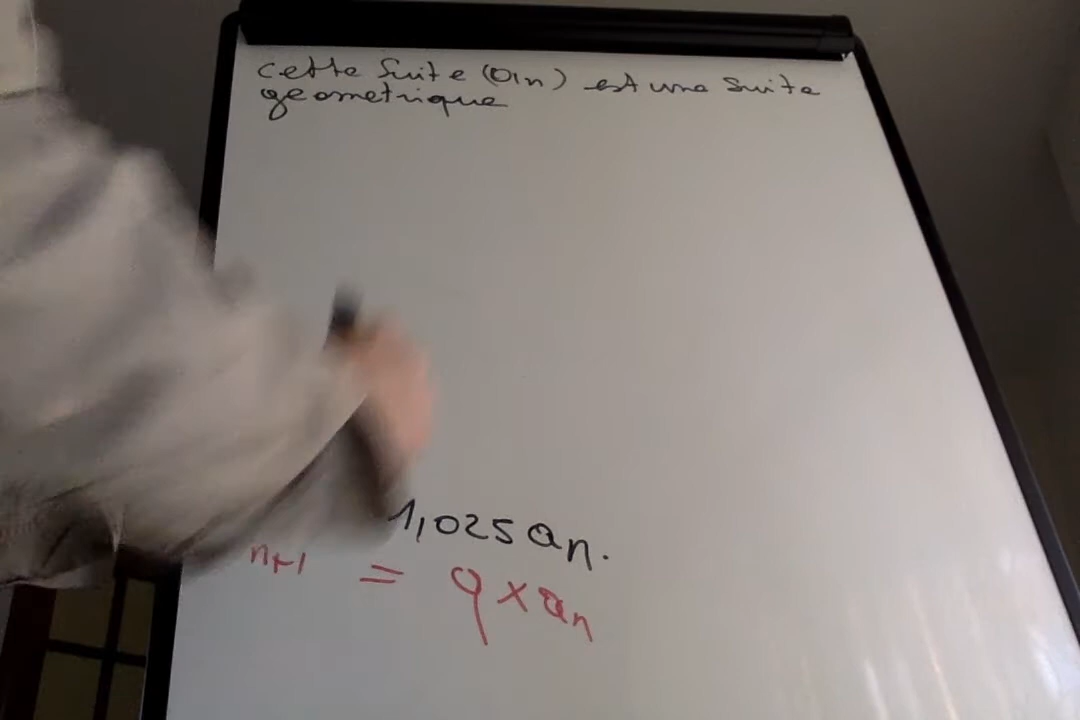 cette suite (an) est une suite
geometrique
1,025 an.
n+1 = q × an